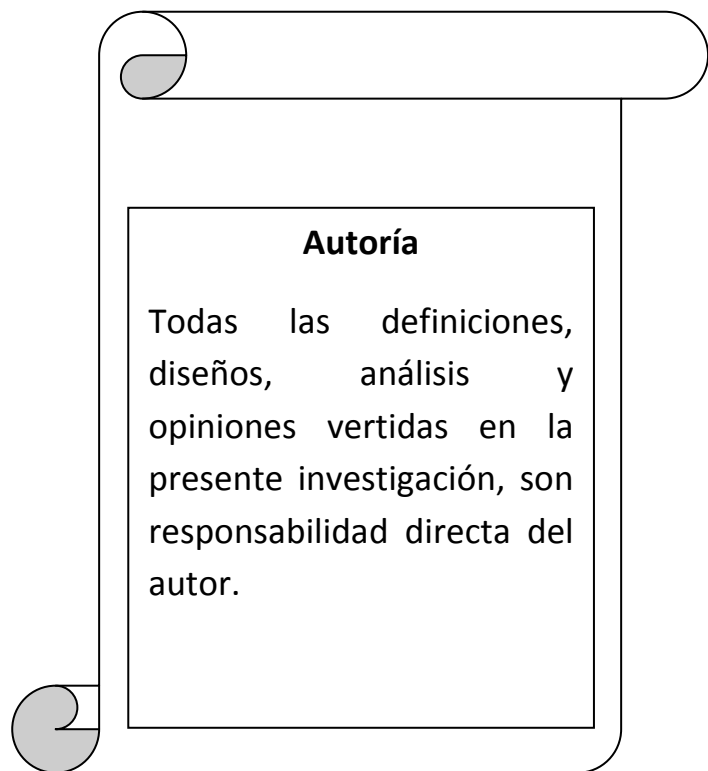 Autoría
Todas las definiciones,
diseños, análisis y
opiniones vertidas en la
presente investigación, son
responsabilidad directa del
autor.